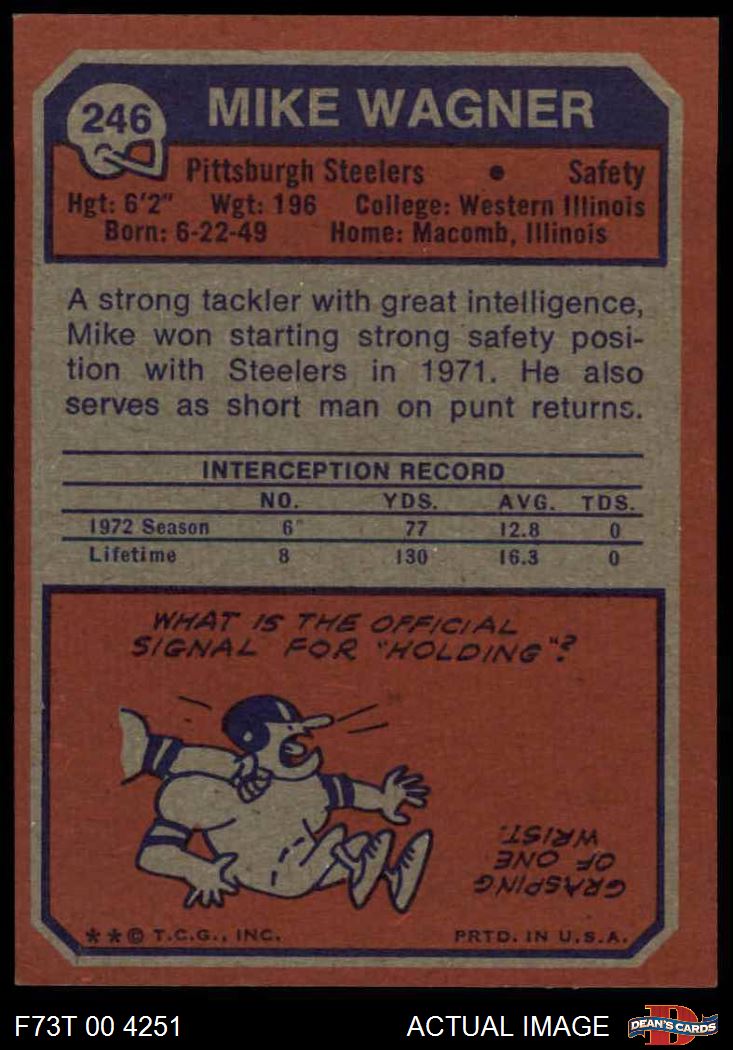 246
MIKE WAGNER
Pittsburgh Steelers • Safety
Hgt: 6'2" Wgt: 196 College: Western Illinois
Born: 6-22-49 Home: Macomb, Illinois
A strong tackler with great intelligence,
Mike won starting strong safety posi-
tion with Steelers in 1971. He also
serves as short man on punt returns.
INTERCEPTION RECORD
NO. YDS. AVG. TDS.
1972 Season 6 77 12.8 0
Lifetime 8 130 16.3 0
WHAT IS THE OFFICIAL
SIGNAL FOR "HOLDING"?
GRASPING
OF ONE
WRIST.
**© T.C.G., INC. PRTD. IN U.S.A.
F73T 00 4251 ACTUAL IMAGE
D
DEAN'S CARDS